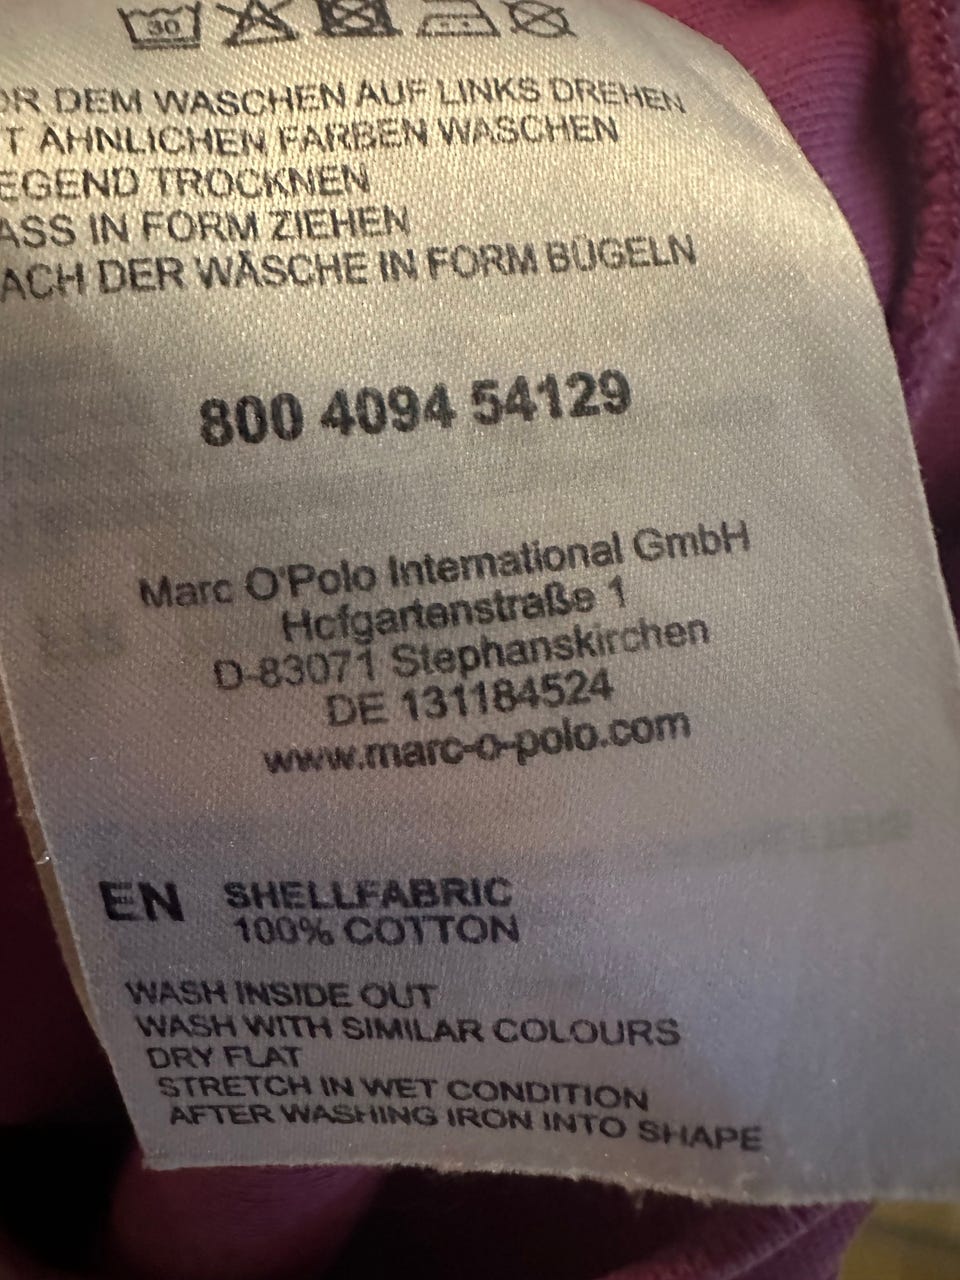 30
OR DEM WASCHEN AUF LINKS DREHEN
T ÄHNLICHEN FARBEN WASCHEN
EGEND TROCKNEN
ASS IN FORM ZIEHEN
ACH DER WÄSCHE IN FORM BÜGELN
800 4094 54129
Marc O'Polo International GmbH
Hofgartenstraße 1
D-83071 Stephanskirchen
DE 131184524
www.marc-o-polo.com
EN SHELLFABRIC
100% COTTON
WASH INSIDE OUT
WASH WITH SIMILAR COLOURS
DRY FLAT
STRETCH IN WET CONDITION
AFTER WASHING IRON INTO SHAPE